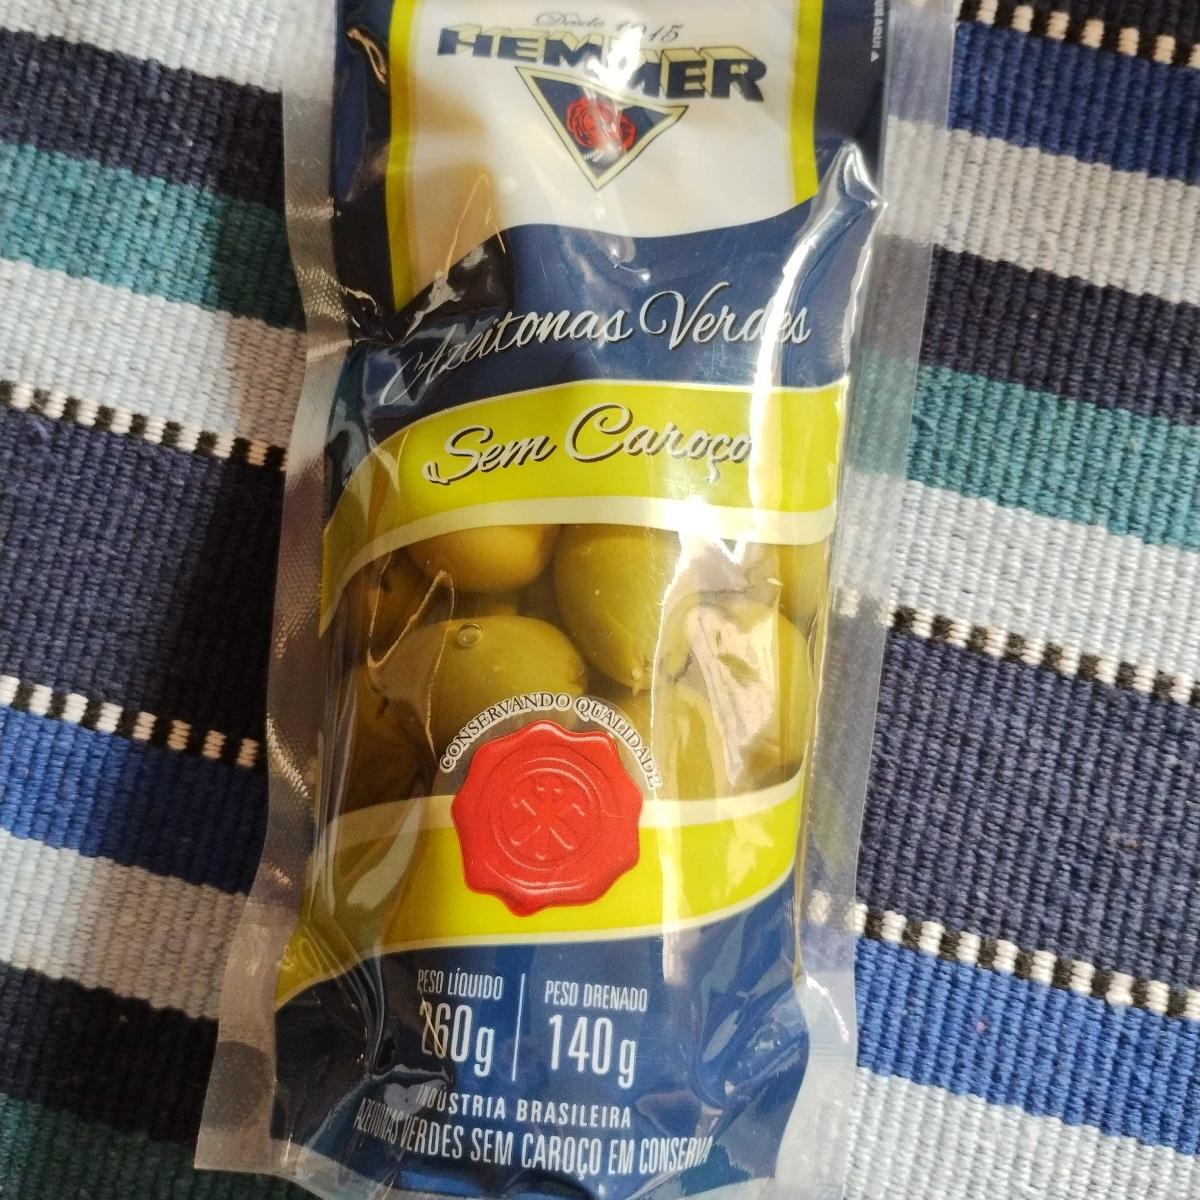 Desde 1915
HEMMER
Azeitonas Verdes
Sem Caroço
CONSERVANDO QUALIDADE
PESO LÍQUIDO
260g
PESO DRENADO
140g
INDÚSTRIA BRASILEIRA
AZEITONAS VERDES SEM CAROÇO EM CONSERVA